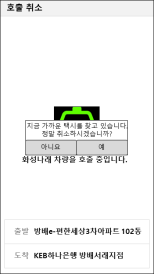 호출 취소
지금 가까운 택시를 찾고 있습니다.
정말 취소하시겠습니까?
아니요 예
화성나래 차량을 호출 중입니다.
출발 방배e-편한세상3차아파트 102동
도착 KEB하나은행 방배서래지점